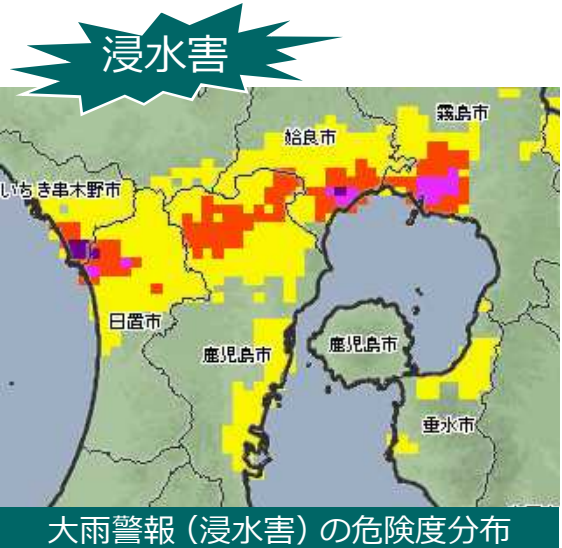 浸水害
霧島市
姶良市
いちき串木野市
日置市
鹿児島市
鹿児島市
垂水市
大雨警報（浸水害）の危険度分布